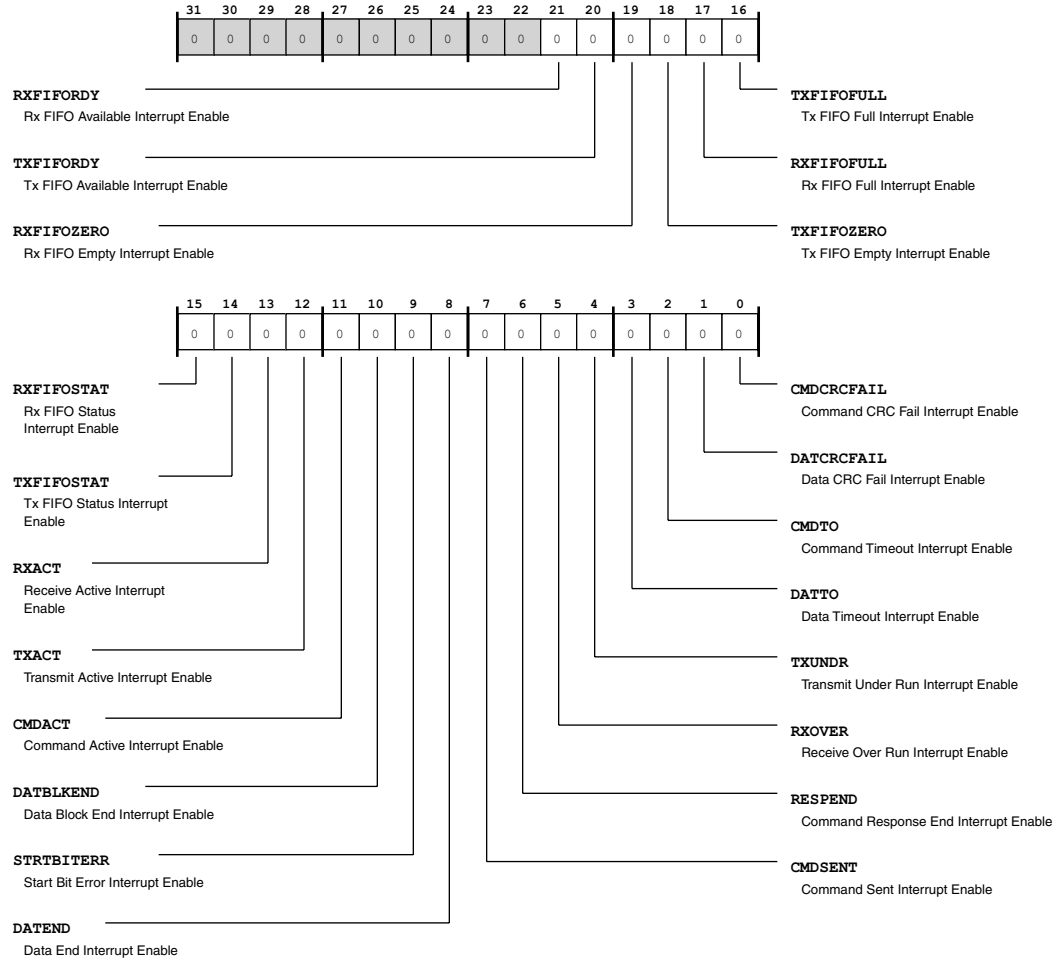 31 30 29 28 27 26 25 24 23 22 21 20 19 18 17 16
0 0 0 0 0 0 0 0 0 0 0 0 0 0 0 0
RXFIFORDY
Rx FIFO Available Interrupt Enable
TXFIFORDY
Tx FIFO Available Interrupt Enable
RXFIFOZERO
Rx FIFO Empty Interrupt Enable
TXFIFOFULL
Tx FIFO Full Interrupt Enable
RXFIFOFULL
Rx FIFO Full Interrupt Enable
TXFIFOZERO
Tx FIFO Empty Interrupt Enable
15 14 13 12 11 10 9 8 7 6 5 4 3 2 1 0
0 0 0 0 0 0 0 0 0 0 0 0 0 0 0 0
RXFIFOSTAT
Rx FIFO Status
Interrupt Enable
TXFIFOSTAT
Tx FIFO Status Interrupt
Enable
RXACT
Receive Active Interrupt
Enable
TXACT
Transmit Active Interrupt Enable
CMDACT
Command Active Interrupt Enable
DATBLKEND
Data Block End Interrupt Enable
STRTBITERR
Start Bit Error Interrupt Enable
DATEND
Data End Interrupt Enable
CMDCRCFAIL
Command CRC Fail Interrupt Enable
DATCRCFAIL
Data CRC Fail Interrupt Enable
CMDTO
Command Timeout Interrupt Enable
DATTO
Data Timeout Interrupt Enable
TXUNDR
Transmit Under Run Interrupt Enable
RXOVER
Receive Over Run Interrupt Enable
RESPEND
Command Response End Interrupt Enable
CMDSENT
Command Sent Interrupt Enable